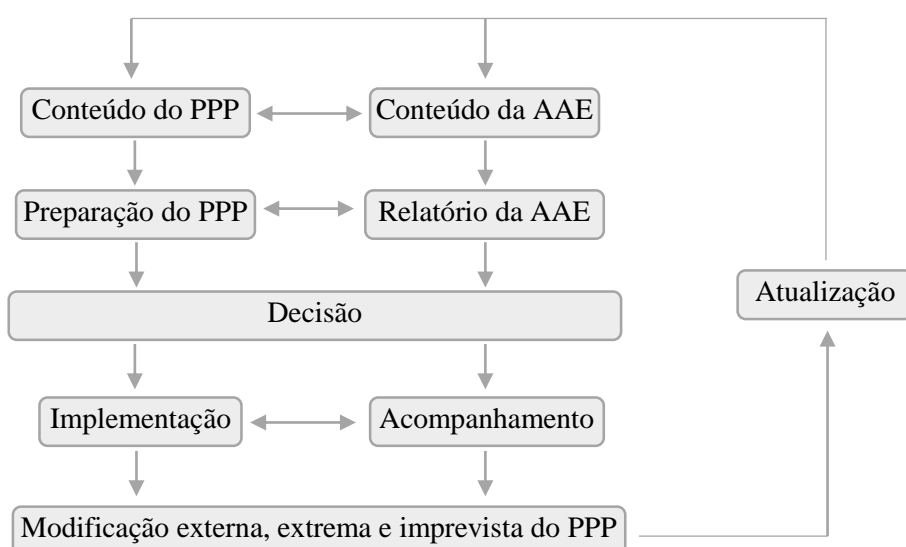 Conteúdo do PPP
Conteúdo da AAE
Preparação do PPP
Relatório da AAE
Atualização
Decisão
Implementação
Acompanhamento
Modificação externa, extrema e imprevista do PPP